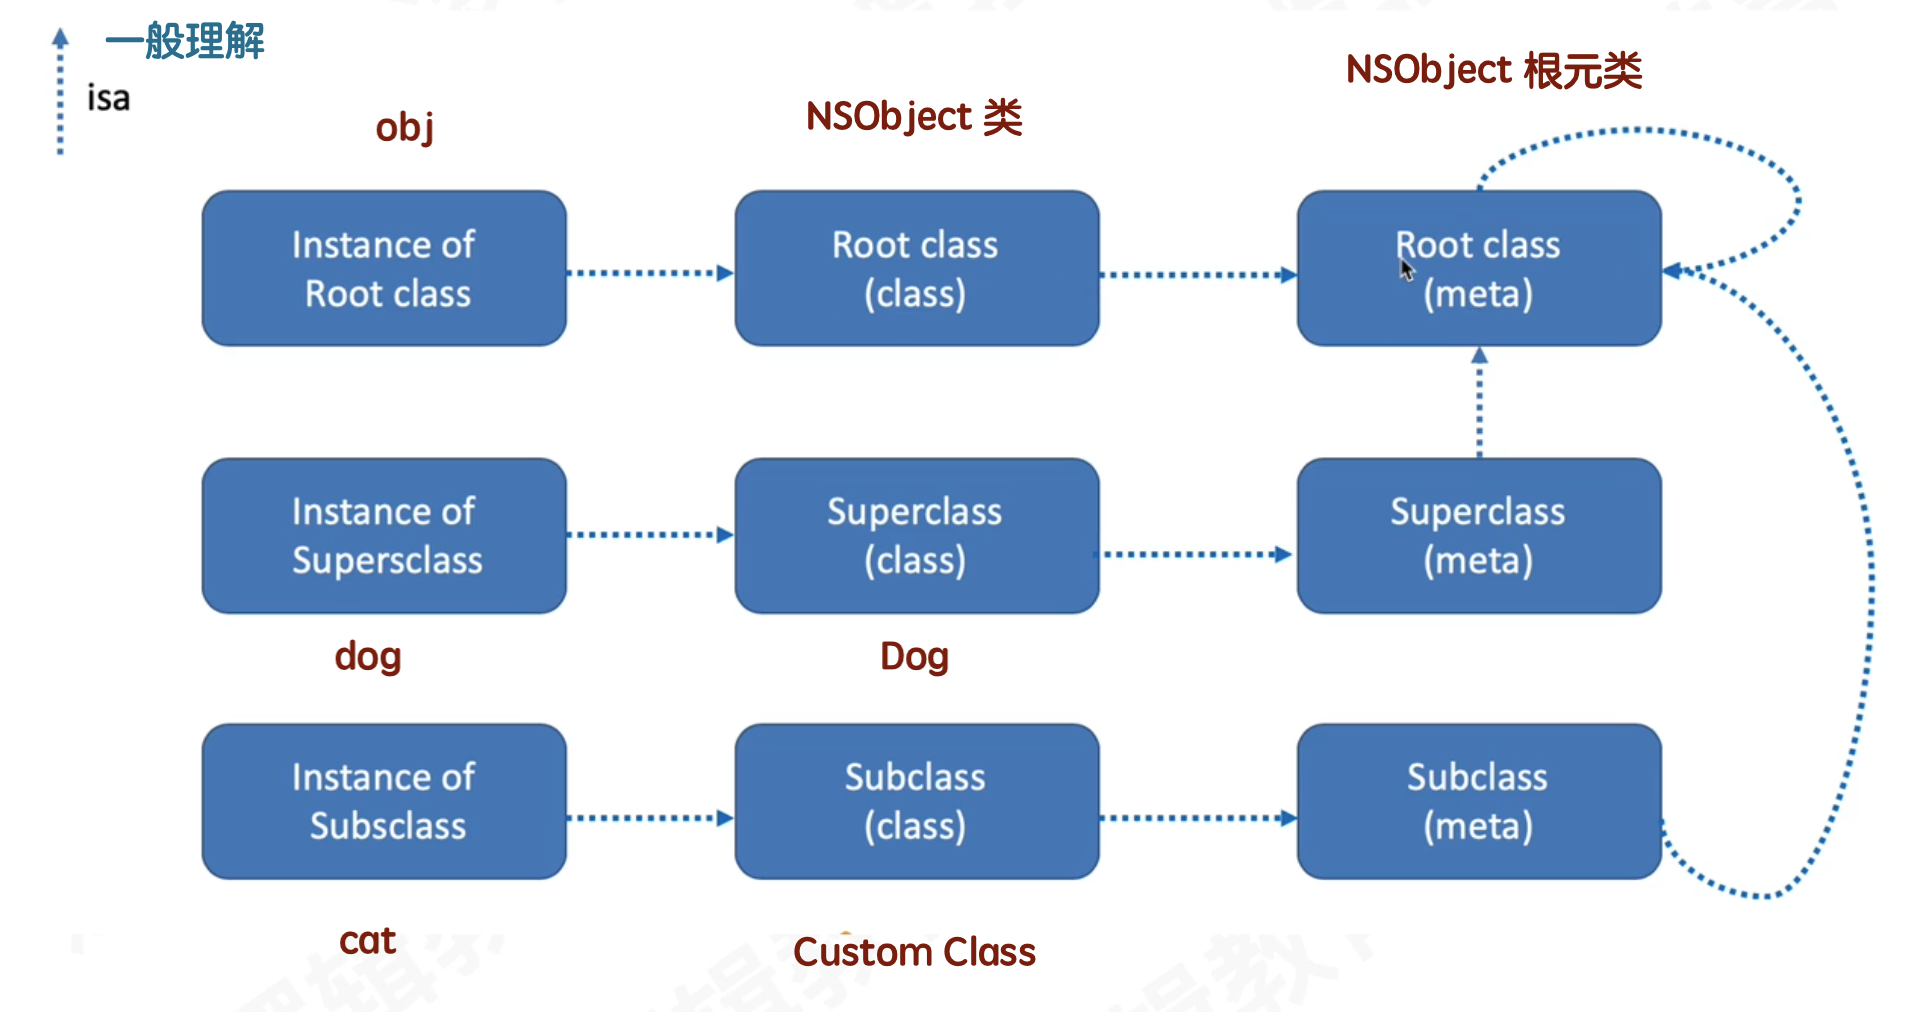 一般理解
isa
obj
NSObject 类
NSObject 根元类
Instance of
Root class
Root class
(class)
Root class
(meta)
Instance of
Supersclass
Superclass
(class)
Superclass
(meta)
dog
Dog
Instance of
Subsclass
Subclass
(class)
Subclass
(meta)
cat
Custom Class